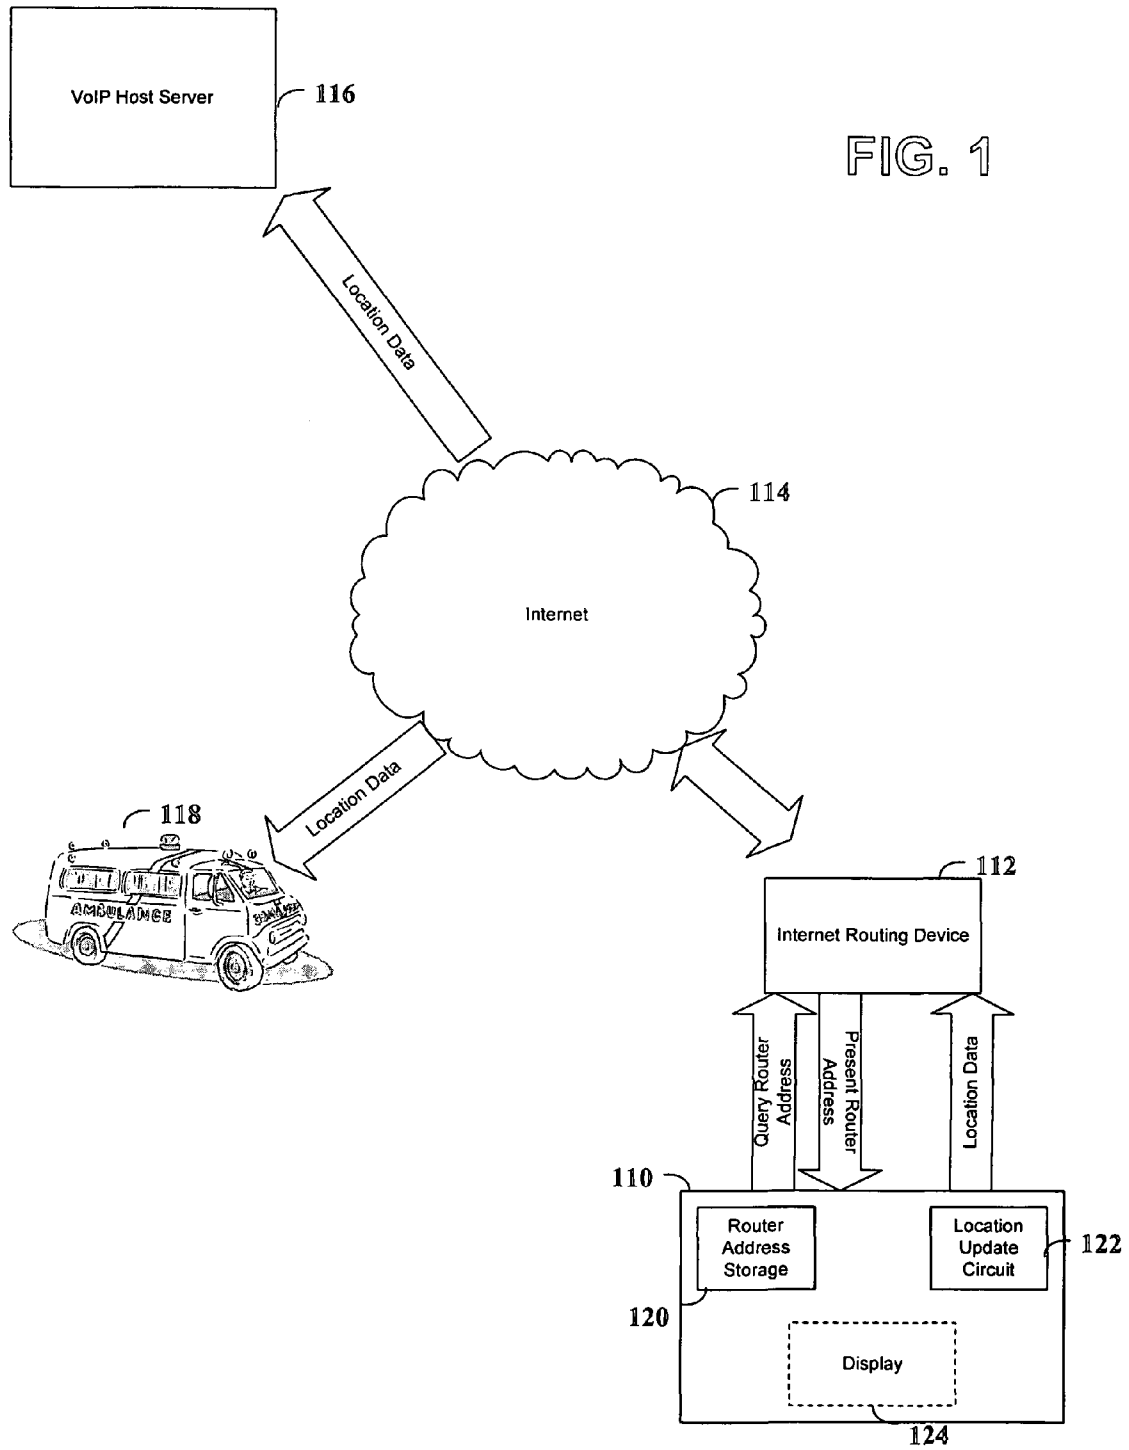 VoIP Host Server
116
FIG. 1
Location Data
114
Internet
Location Data
118
AMBULANCE
112
Internet Routing Device
Query Router
Address
Present Router
Address
Location Data
110
Router
Address
Storage
Location
Update
Circuit
122
120
Display
124